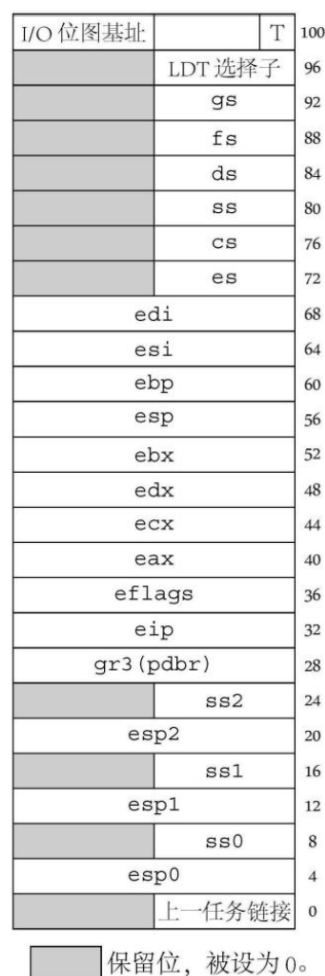 I/O 位图基址 T 100
LDT 选择子 96
gs 92
fs 88
ds 84
ss 80
cs 76
es 72
edi 68
esi 64
ebp 60
esp 56
ebx 52
edx 48
ecx 44
eax 40
eflags 36
eip 32
gr3(pdbr) 28
ss2 24
esp2 20
ss1 16
esp1 12
ss0 8
esp0 4
上一任务链接 0
保留位，被设为0。